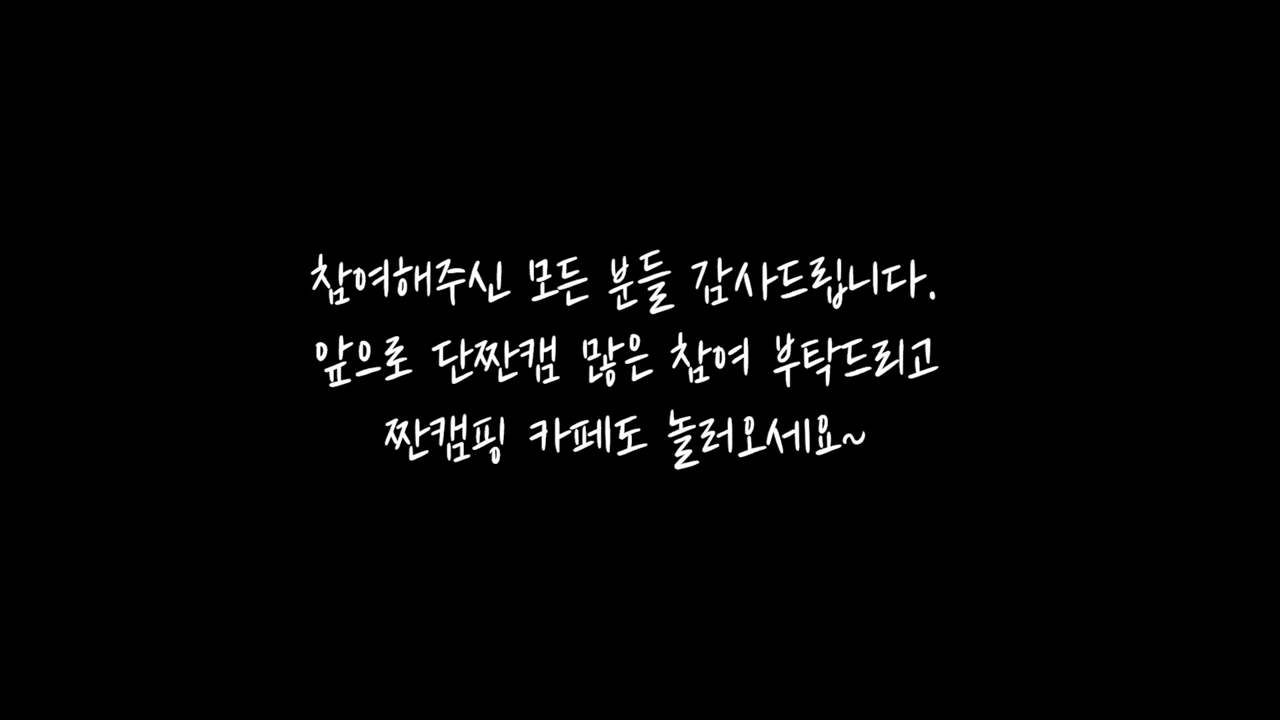 참여해주신 모든 분들 감사드립니다.
앞으로 단짠캠 많은 참여 부탁드리고
짠캠핑 카페도 놀러오세요~